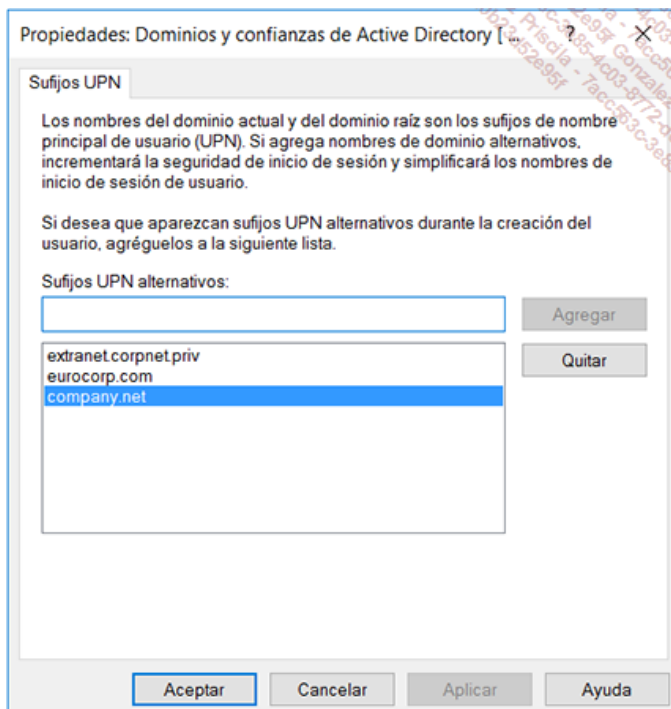 Propiedades: Dominios y confianzas de Active Directory [ ... ? ✕
Sufijos UPN
Los nombres del dominio actual y del dominio raíz son los sufijos de nombre
principal de usuario (UPN). Si agrega nombres de dominio alternativos,
incrementará la seguridad de inicio de sesión y simplificará los nombres de
inicio de sesión de usuario.
Si desea que aparezcan sufijos UPN alternativos durante la creación del
usuario, agréguelos a la siguiente lista.
Sufijos UPN alternativos:
Agregar
extranet.corpnet.priv
eurocorp.com
company.net
Quitar
Aceptar
Cancelar
Aplicar
Ayuda